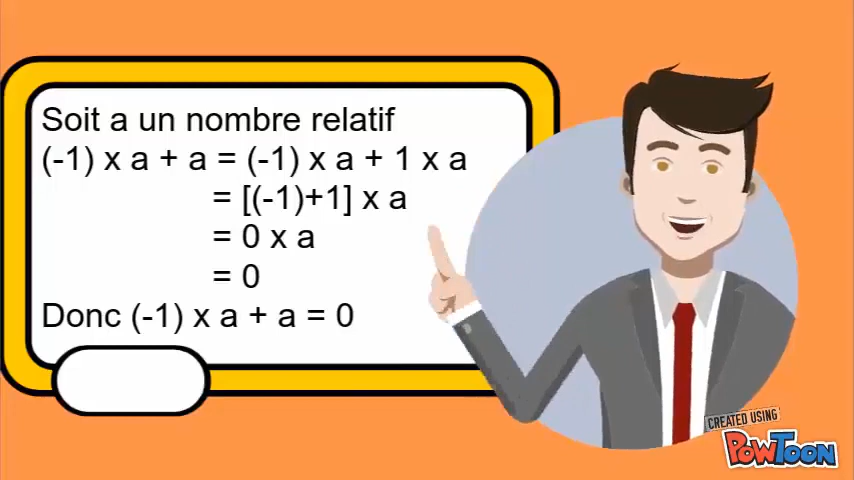 Soit a un nombre relatif
(-1) x a + a = (-1) x a + 1 x a
= [(-1)+1] x a
= 0 x a
= 0
Donc (-1) x a + a = 0
CREATED USING
POWTOON